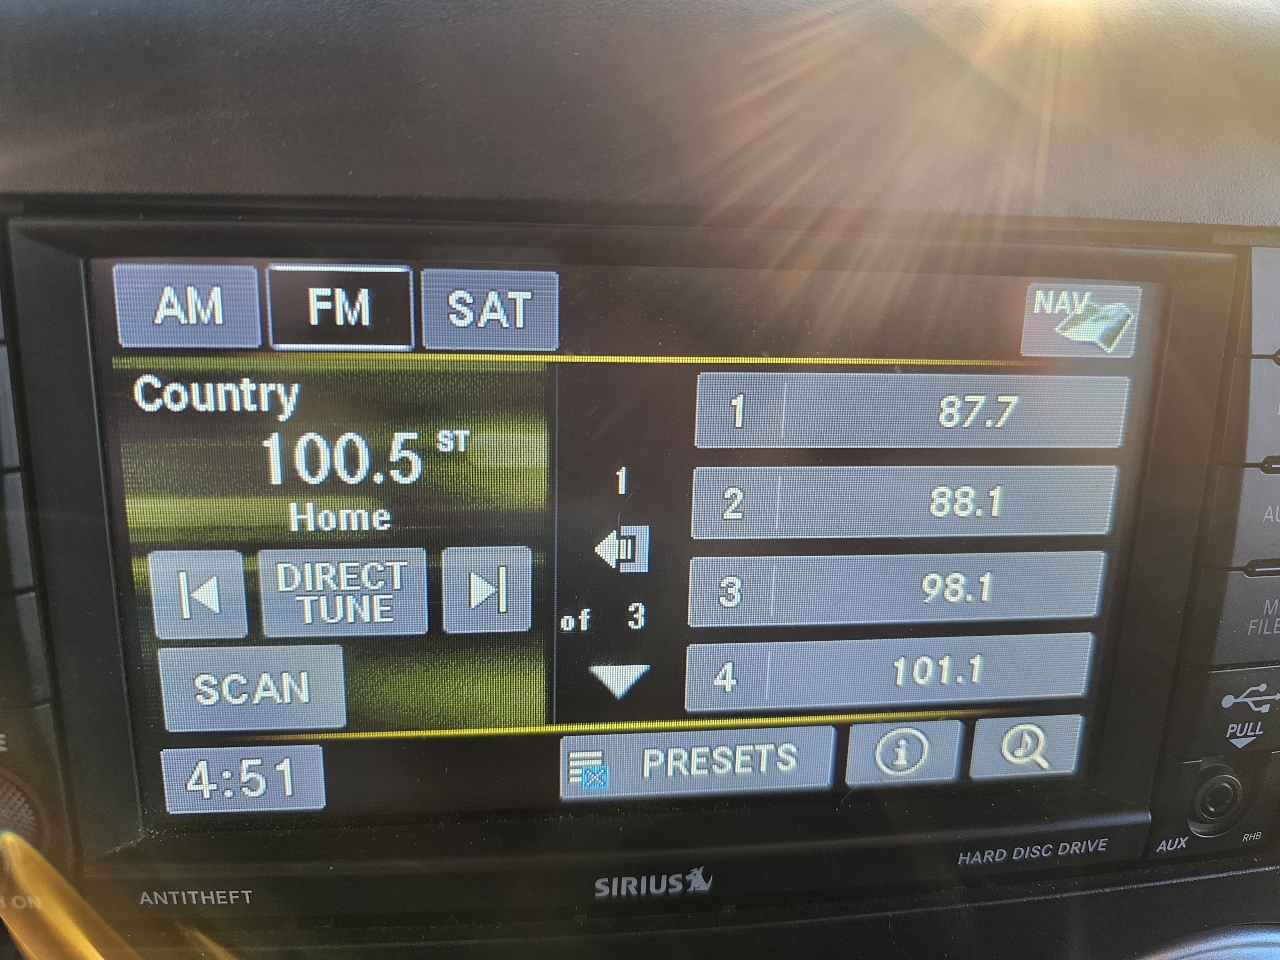 AM FM SAT
NAV
Country
100.5 ST
Home
DIRECT
TUNE
SCAN
4:51
1
of 3
1 87.7
2 88.1
3 98.1
4 101.1
PRESETS
i
ANTITHEFT
SIRIUS
HARD DISC DRIVE
AUX
RHB
PULL
FILE
ON